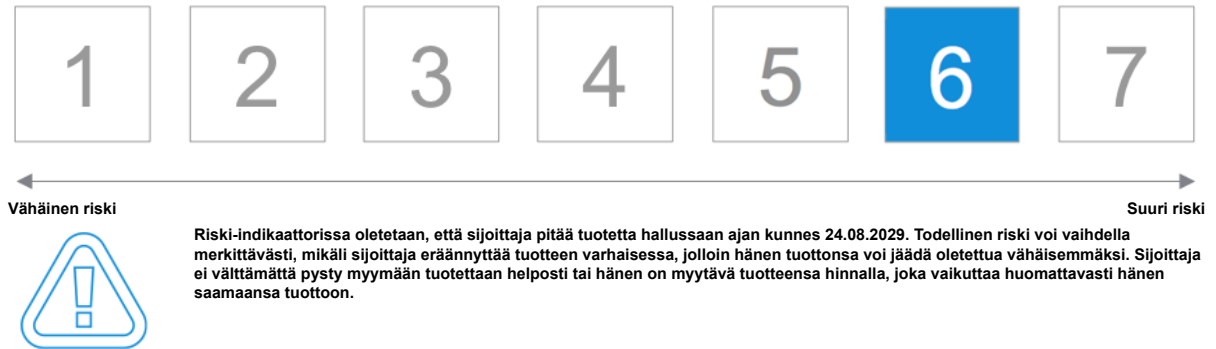 1 2 3 4 5 6 7
Vähäinen riski Suuri riski
Riski-indikaattorissa oletetaan, että sijoittaja pitää tuotetta hallussaan ajan kunnes 24.08.2029. Todellinen riski voi vaihdella
merkittävästi, mikäli sijoittaja eräännyttää tuotteen varhaisessa, jolloin hänen tuottonsa voi jäädä oletettua vähäisemmäksi. Sijoittaja
ei välttämättä pysty myymään tuotettaan helposti tai hänen on myytävä tuotteensa hinnalla, joka vaikuttaa huomattavasti hänen
saamaansa tuottoon.